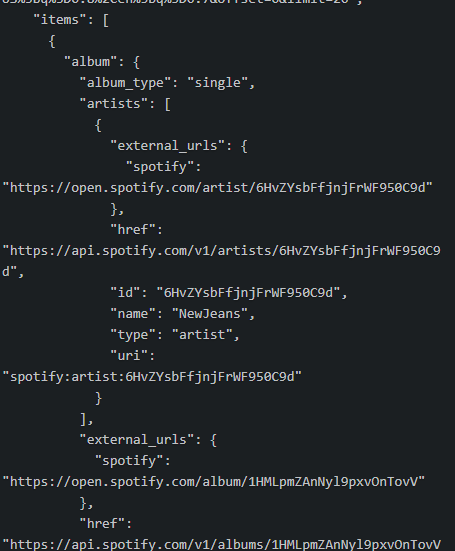 "items": [
{
"album": {
"album_type": "single",
"artists": [
{
"external_urls": {
"spotify":
"https://open.spotify.com/artist/6HvZYsbFfjnjFrWF950C9d"
},
"href":
"https://api.spotify.com/v1/artists/6HvZYsbFfjnjFrWF950C9
d",
"id": "6HvZYsbFfjnjFrWF950C9d",
"name": "NewJeans",
"type": "artist",
"uri":
"spotify:artist:6HvZYsbFfjnjFrWF950C9d"
}
],
"external_urls": {
"spotify":
"https://open.spotify.com/album/1HMLpmZAnNyl9pxvOnTovV"
},
"href":
"https://api.spotify.com/v1/albums/1HMLpmZAnNyl9pxvOnTovV